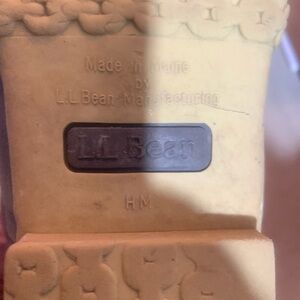 Made in Maine
by
L.L. Bean Manufacturing
L.L. Bean
HM